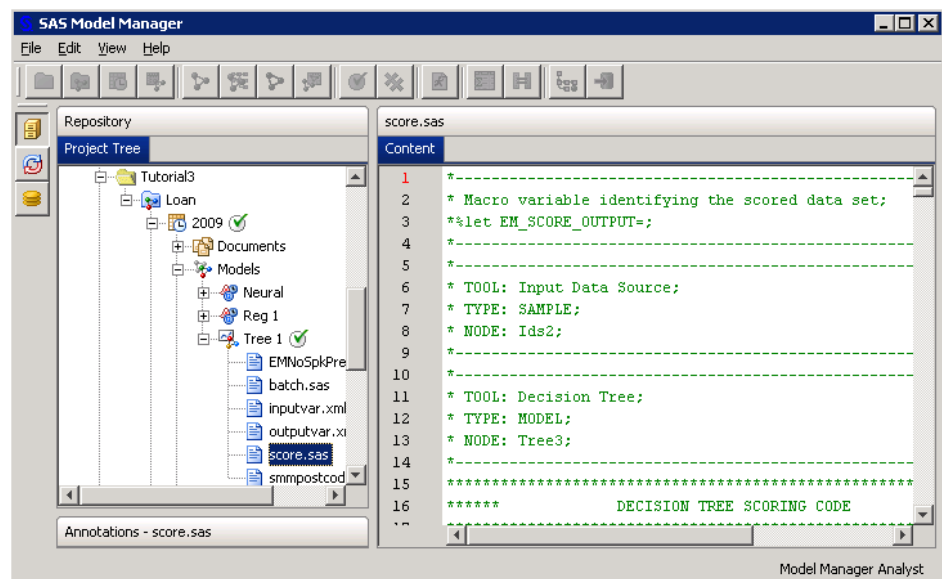 SAS Model Manager
File Edit View Help
Repository
Project Tree
Tutorial3
Loan
2009
Documents
Models
Neural
Reg 1
Tree 1
EMNoSpkPre
batch.sas
inputvar.xml
outputvar.x
score.sas
smmpostcod
Annotations - score.sas
score.sas
Content
1 *----------------------------------------------------
2 * Macro variable identifying the scored data set;
3 *%let EM_SCORE_OUTPUT=;
4 *----------------------------------------------------
5 *----------------------------------------------------
6 * TOOL: Input Data Source;
7 * TYPE: SAMPLE;
8 * NODE: Ids2;
9 *----------------------------------------------------
10 *----------------------------------------------------
11 * TOOL: Decision Tree;
12 * TYPE: MODEL;
13 * NODE: Tree3;
14 *----------------------------------------------------
15 ****************************************************
16 ****** DECISION TREE SCORING CODE
Model Manager Analyst